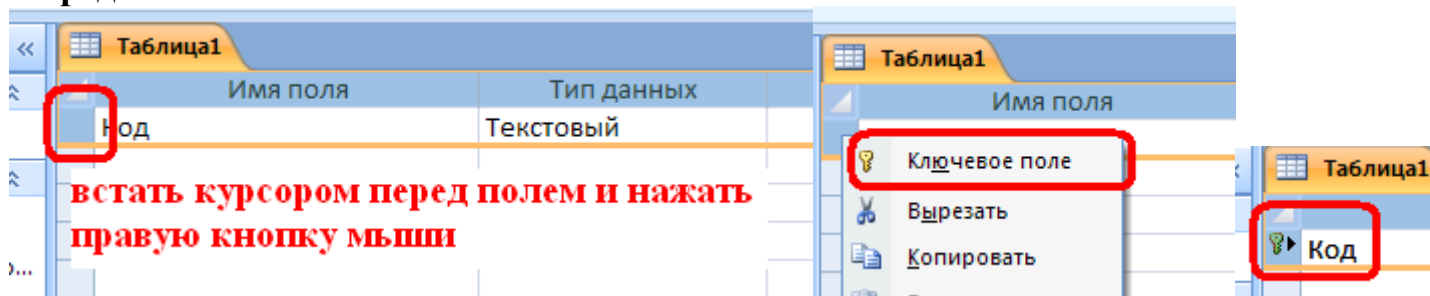 Таблица1
Имя поля Тип данных
Код Текстовый
встать курсором перед полем и нажать
правую кнопку мыши
Таблица1
Имя поля
Ключевое поле
Вырезать
Копировать
Таблица1
Код